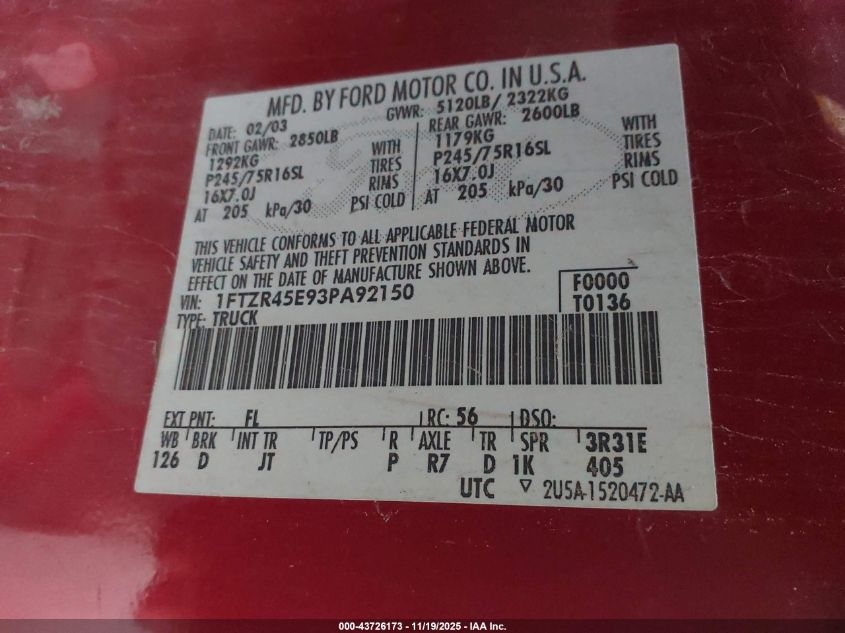 MFD. BY FORD MOTOR CO. IN U.S.A.
DATE: 02/03 GVWR: 5120LB/ 2322KG
FRONT GAWR: 2850LB REAR GAWR: 2600LB
1292KG WITH 1179KG WITH
P245/75R16SL TIRES P245/75R16SL TIRES
16X7.0J RIMS 16X7.0J RIMS
AT 205 kPa/30 PSI COLD AT 205 kPa/30 PSI COLD
THIS VEHICLE CONFORMS TO ALL APPLICABLE FEDERAL MOTOR
VEHICLE SAFETY AND THEFT PREVENTION STANDARDS IN
EFFECT ON THE DATE OF MANUFACTURE SHOWN ABOVE.
VIN: 1FTZR45E93PA92150 F0000
TYPE: TRUCK T0136
EXT PNT: FL RC: 56 DSO:
WB BRK INT TR TP/PS R AXLE TR SPR 3R31E
126 D JT P R7 D 1K 405
UTC ▽ 2U5A-1520472-AA
000-43726173 - 11/19/2025 - IAA Inc.